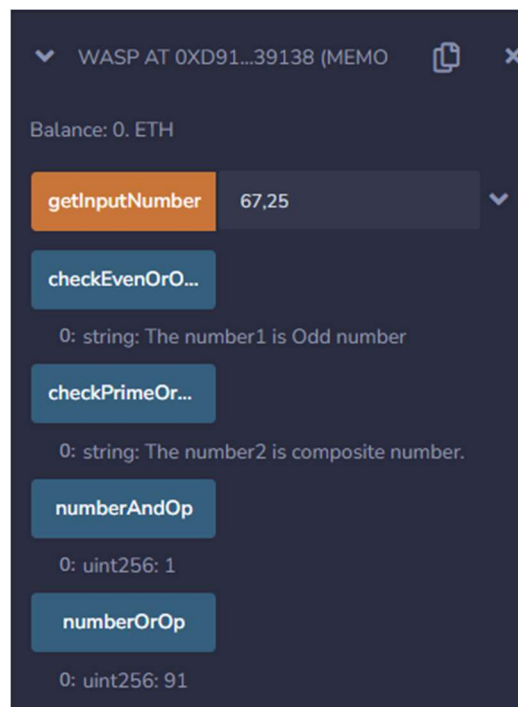 WASP AT 0XD91...39138 (MEMO
Balance: 0. ETH
getInputNumber 67,25
checkEvenOrO...
0: string: The number1 is Odd number
checkPrimeOr...
0: string: The number2 is composite number.
numberAndOp
0: uint256: 1
numberOrOp
0: uint256: 91